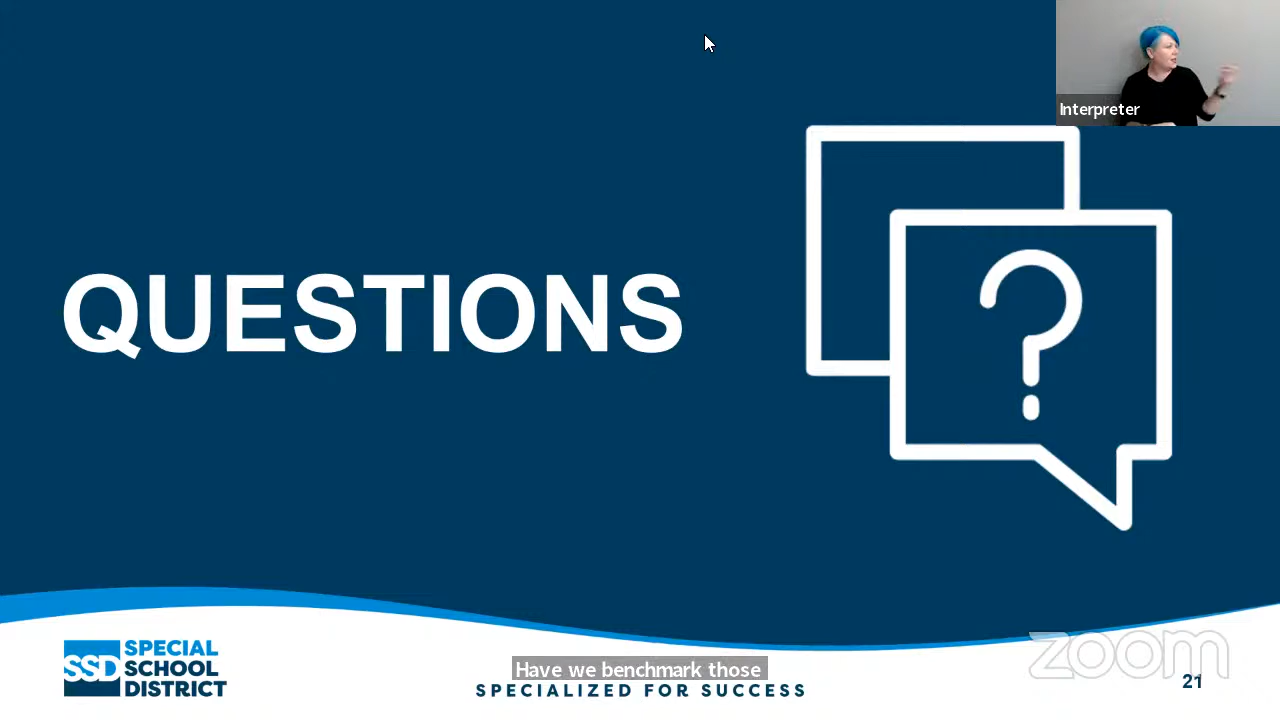 Interpreter
QUESTIONS
?
SSD
SPECIAL
SCHOOL
DISTRICT
Have we benchmark those
SPECIALIZED FOR SUCCESS
zoom
21